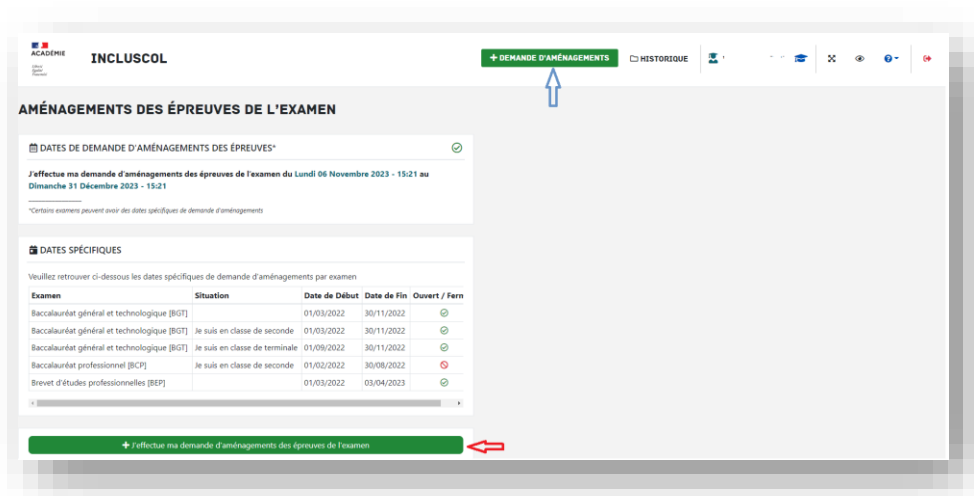 ACADÉMIE
INCLUSCOL
+ DEMANDE D'AMÉNAGEMENTS
HISTORIQUE
AMÉNAGEMENTS DES ÉPREUVES DE L'EXAMEN
DATES DE DEMANDE D'AMÉNAGEMENTS DES ÉPREUVES*
J'effectue ma demande d'aménagements des épreuves de l'examen du Lundi 06 Novembre 2023 - 15:21 au
Dimanche 31 Décembre 2023 - 15:21
*Certains examens peuvent avoir des dates spécifiques de demande d'aménagements
DATES SPÉCIFIQUES
Veuillez retrouver ci-dessous les dates spécifiques de demande d'aménagements par examen
Examen Situation Date de Début Date de Fin Ouvert / Ferm
Baccalauréat général et technologique [BGT] 01/03/2022 30/11/2022
Baccalauréat général et technologique [BGT] Je suis en classe de seconde 01/03/2022 30/11/2022
Baccalauréat général et technologique [BGT] Je suis en classe de terminale 01/09/2022 30/11/2022
Baccalauréat professionnel [BCP] Je suis en classe de seconde 01/02/2022 30/08/2022
Brevet d'études professionnelles [BEP] 01/03/2022 03/04/2023
+ J'effectue ma demande d'aménagements des épreuves de l'examen